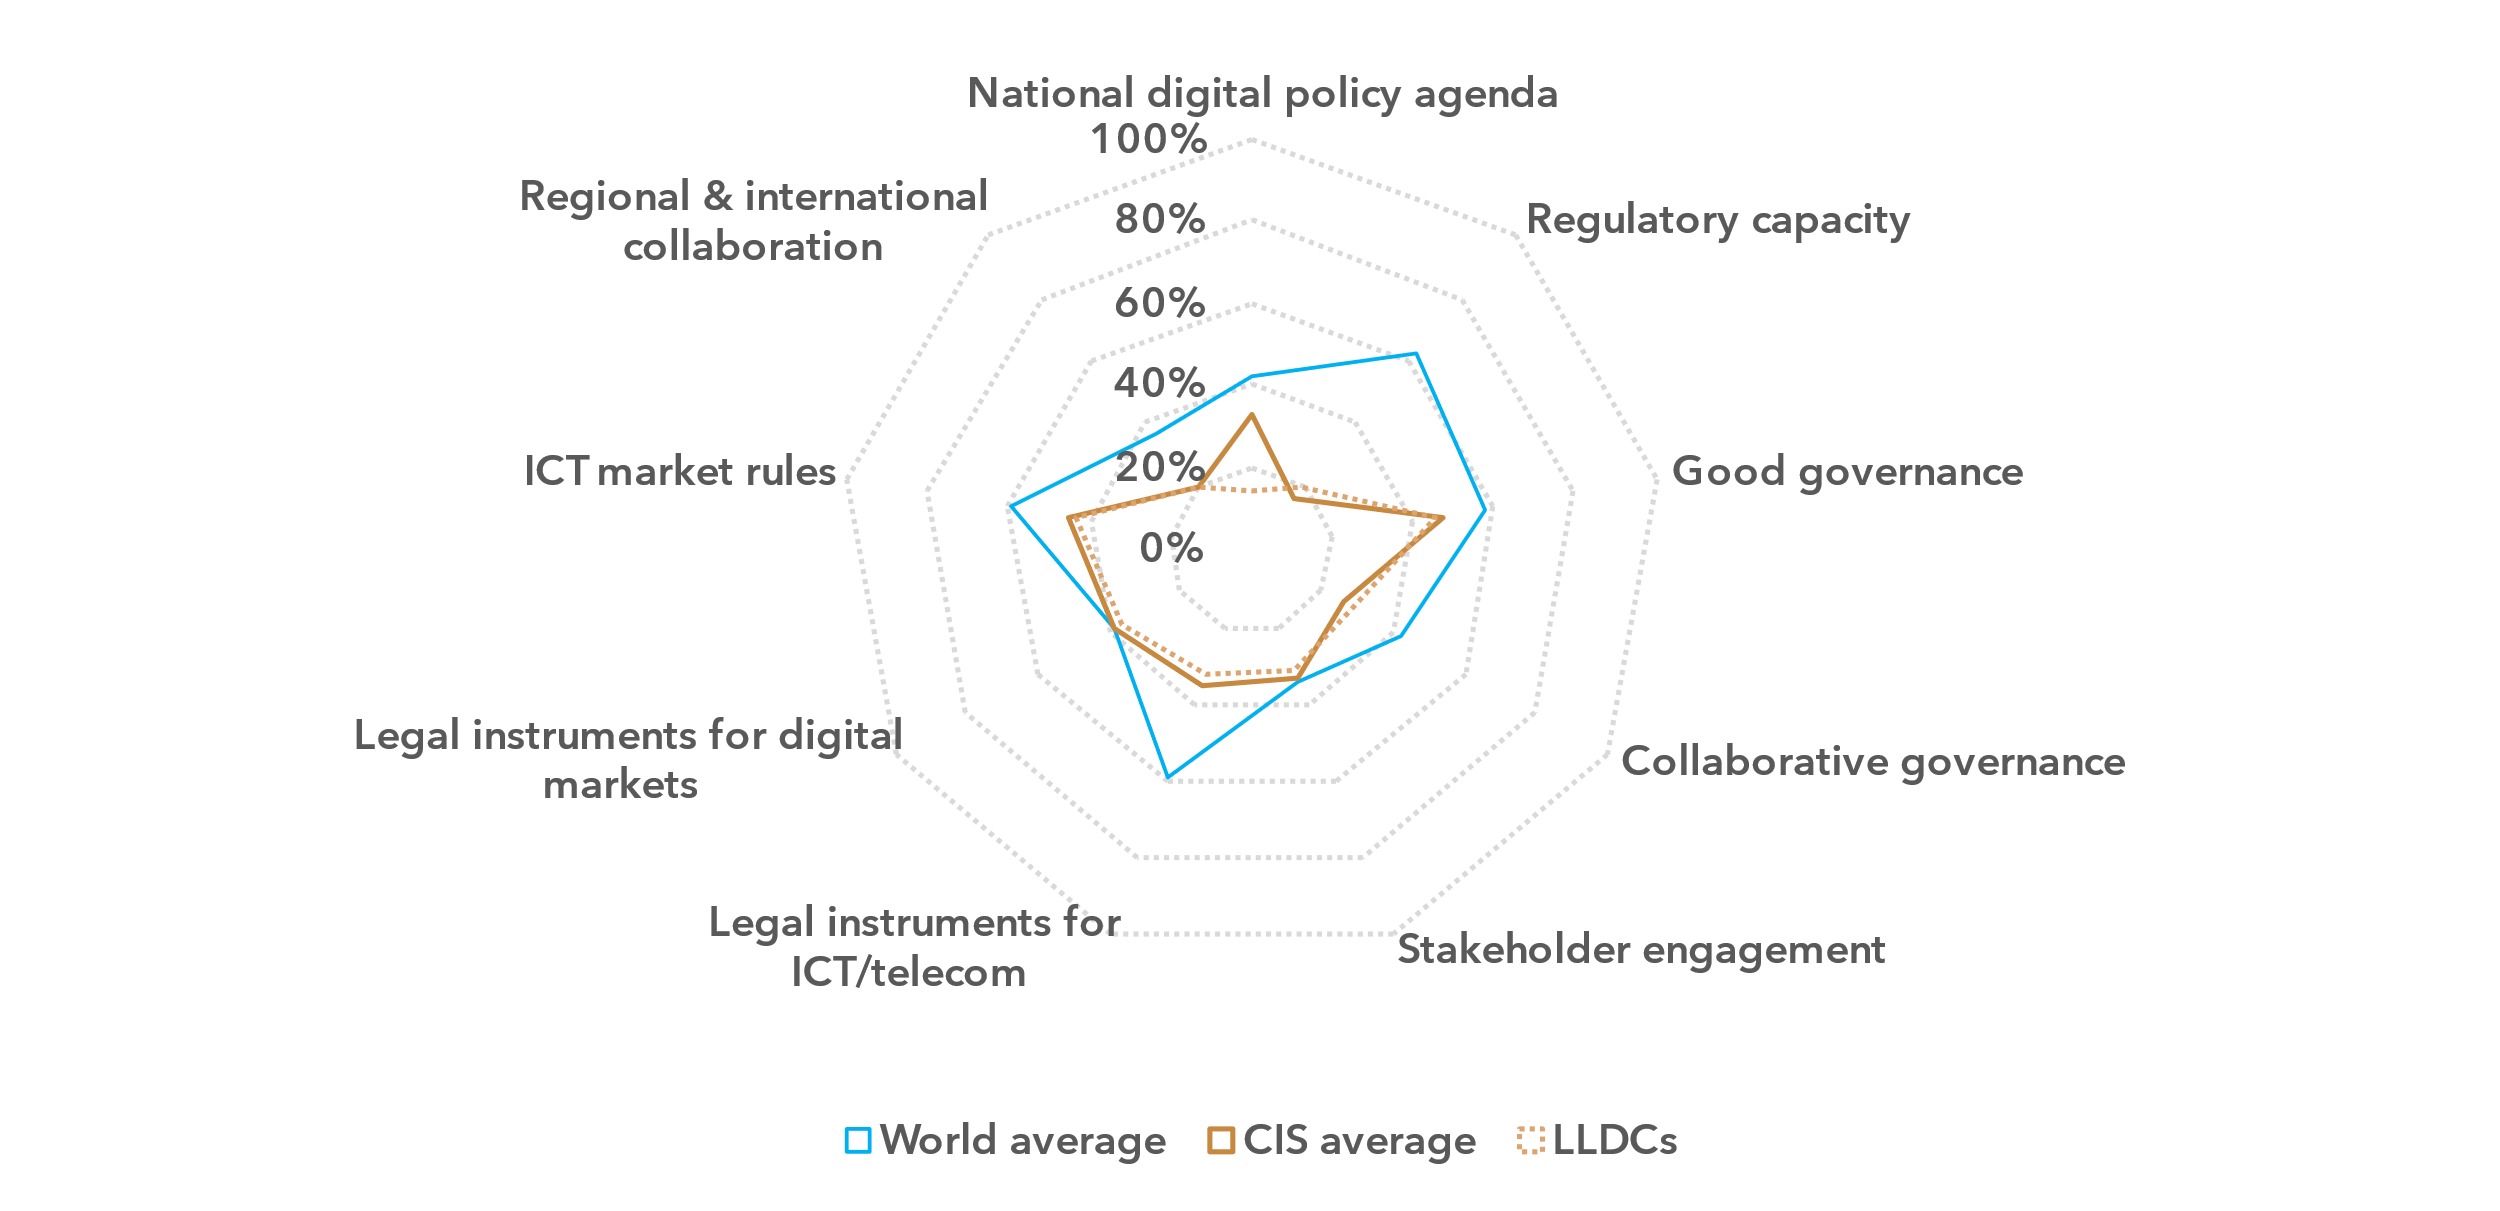 National digital policy agenda
100%
Regional & international
collaboration
80%
Regulatory capacity
60%
40%
ICT market rules
20%
Good governance
0%
Legal instruments for digital
markets
Collaborative governance
Legal instruments for
ICT/telecom
Stakeholder engagement
World average
CIS average
LLDCs